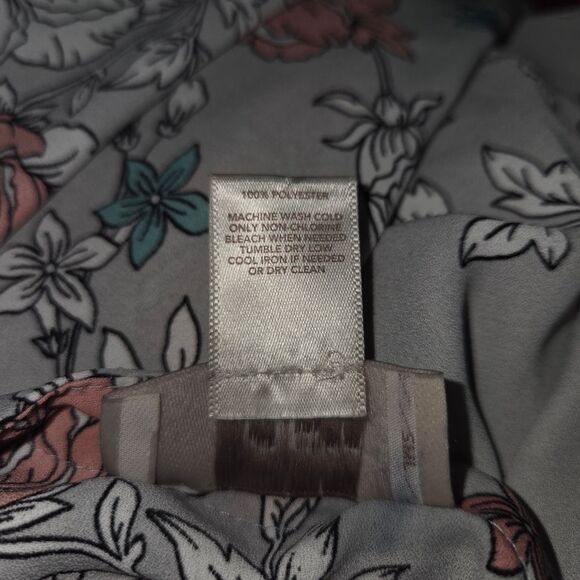 100% POLYESTER
MACHINE WASH COLD
ONLY NON-CHLORINE
BLEACH WHEN NEEDED
TUMBLE DRY LOW
COOL IRON IF NEEDED
OR DRY CLEAN